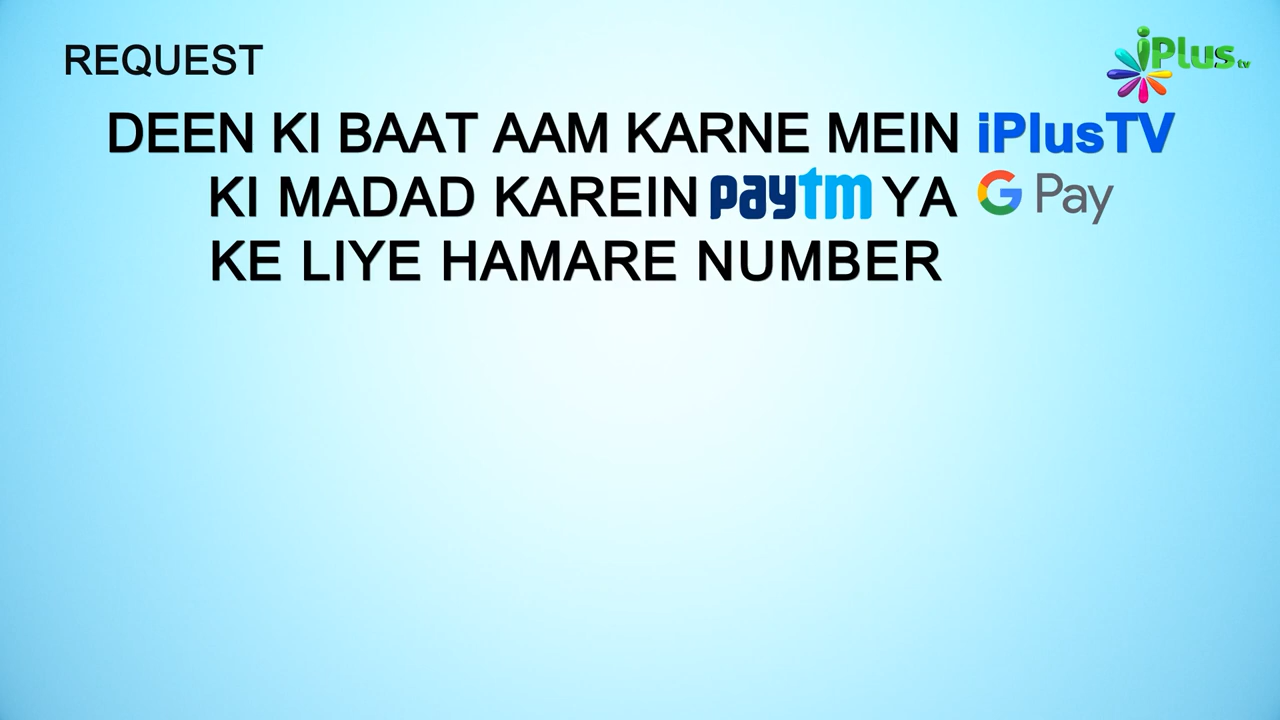 REQUEST
iPlus tv
DEEN KI BAAT AAM KARNE MEIN iPlusTV
KI MADAD KAREIN paytm YA G Pay
KE LIYE HAMARE NUMBER